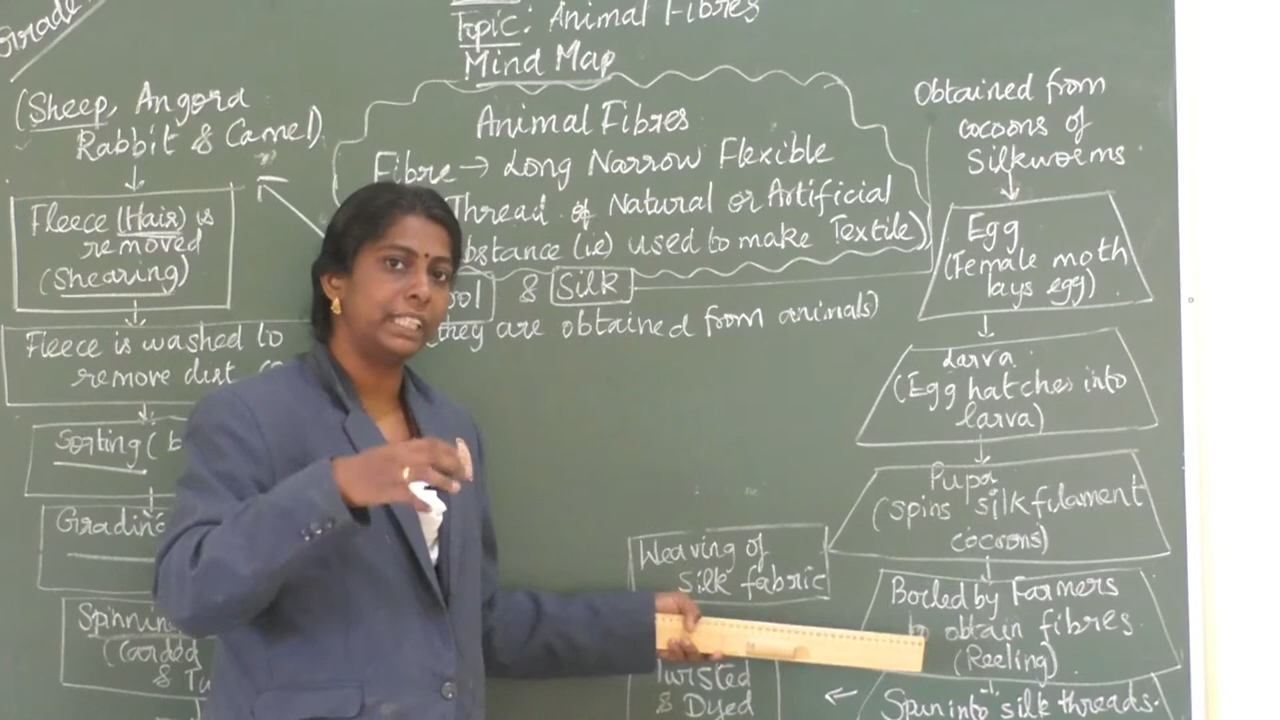 Grade
Topic: Animal Fibres
Mind Map
(Sheep, Angora
Rabbit & Camel)
Fleece (Hair) is
removed
(Shearing)
Fleece is washed to
remove dirt
Sorting (
Grading
Spinning
(Carded
&
Animal Fibres
Fibre → Long Narrow Flexible
Thread of Natural or Artificial
(ie) used to make Textile)
& Silk
they are obtained from animals)
Obtained from
cocoons of
Silkworms
Egg
(Female moth
lays egg)
Larva
(Egg hatches into
larva)
Pupa
(Spins silk filament
cocoons)
Boiled by Farmers
to obtain fibres
(Reeling)
Spun into silk threads.
Weaving of
silk fabric
Twisted
& Dyed